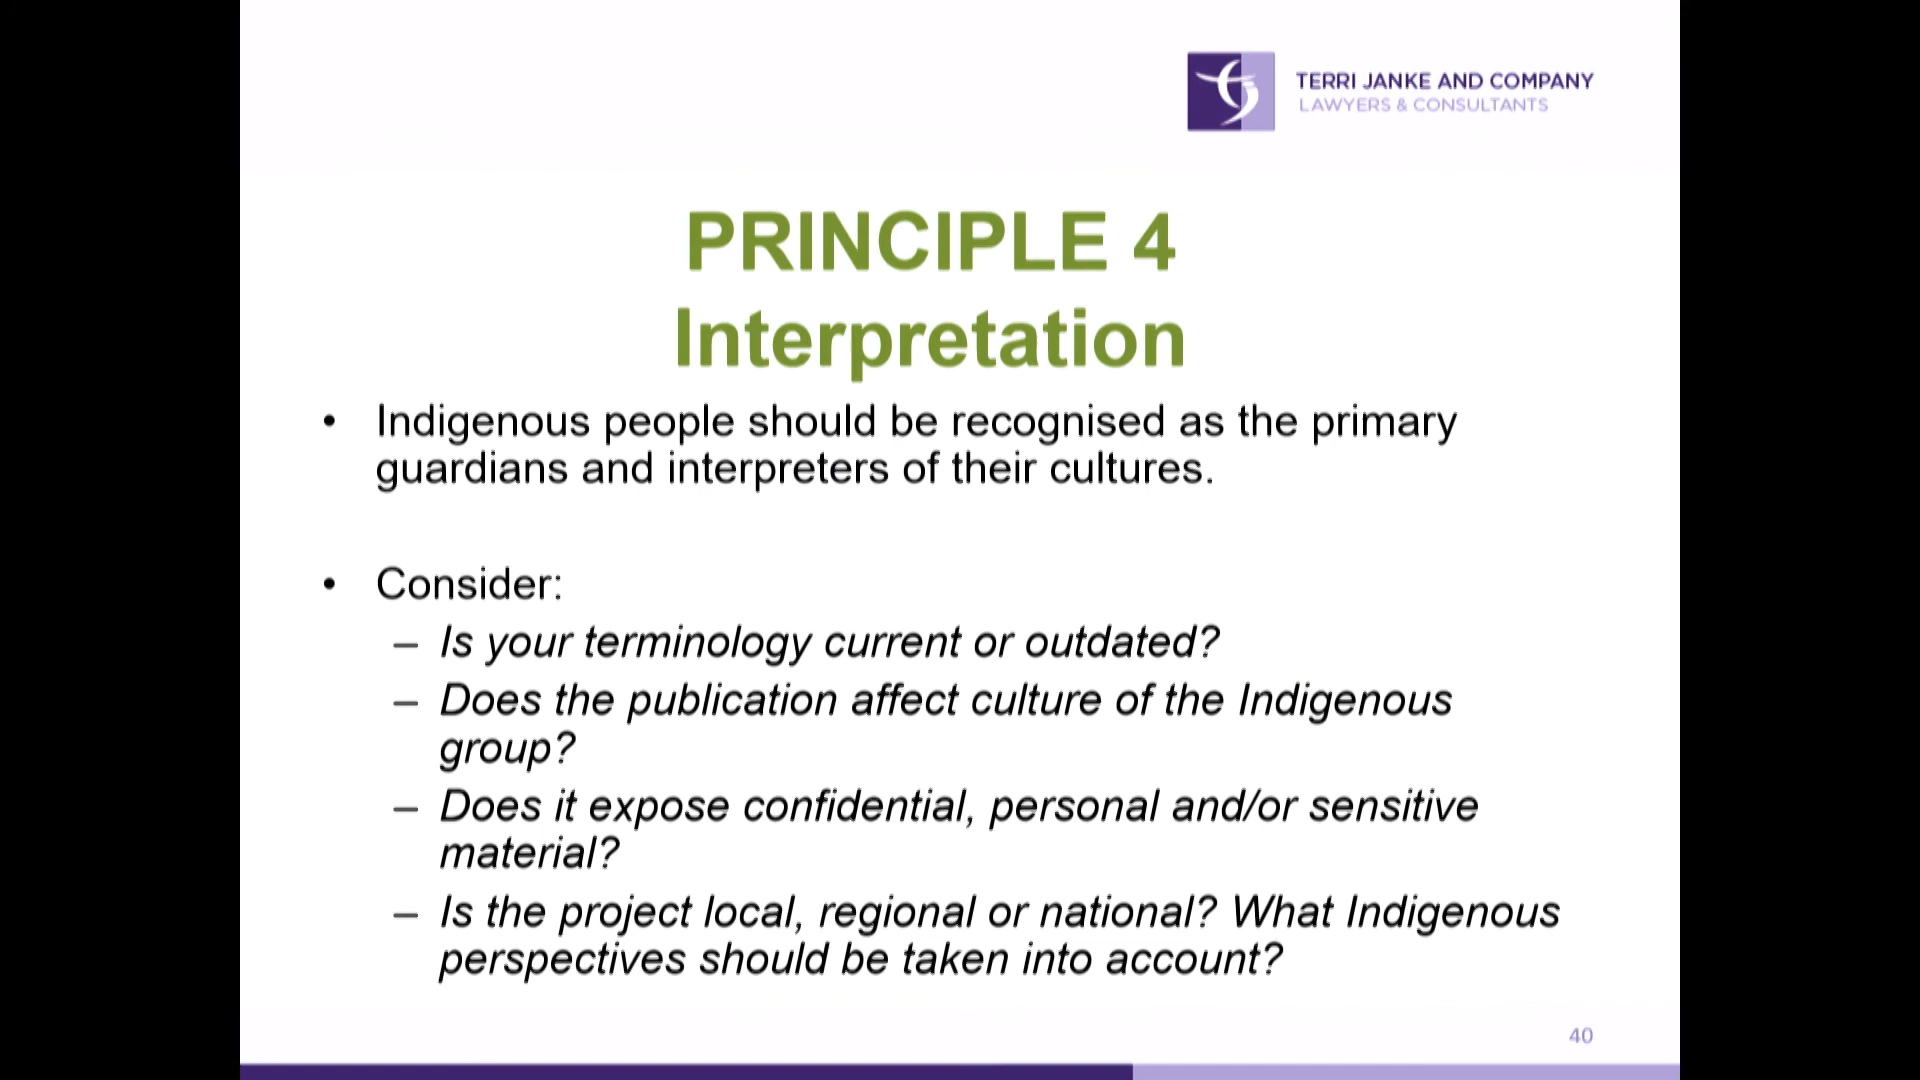 TERRI JANKE AND COMPANY
LAWYERS & CONSULTANTS
PRINCIPLE 4
Interpretation
• Indigenous people should be recognised as the primary
guardians and interpreters of their cultures.
• Consider:
– Is your terminology current or outdated?
– Does the publication affect culture of the Indigenous
group?
– Does it expose confidential, personal and/or sensitive
material?
– Is the project local, regional or national? What Indigenous
perspectives should be taken into account?
40